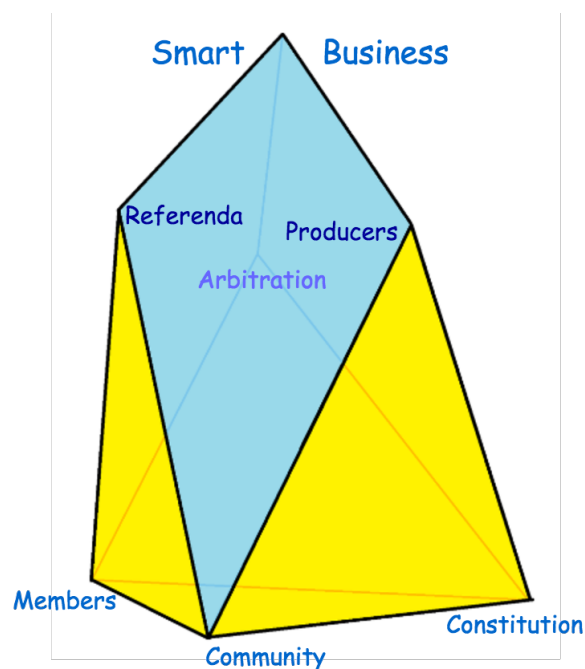 Smart Business
Referenda
Producers
Arbitration
Members
Constitution
Community